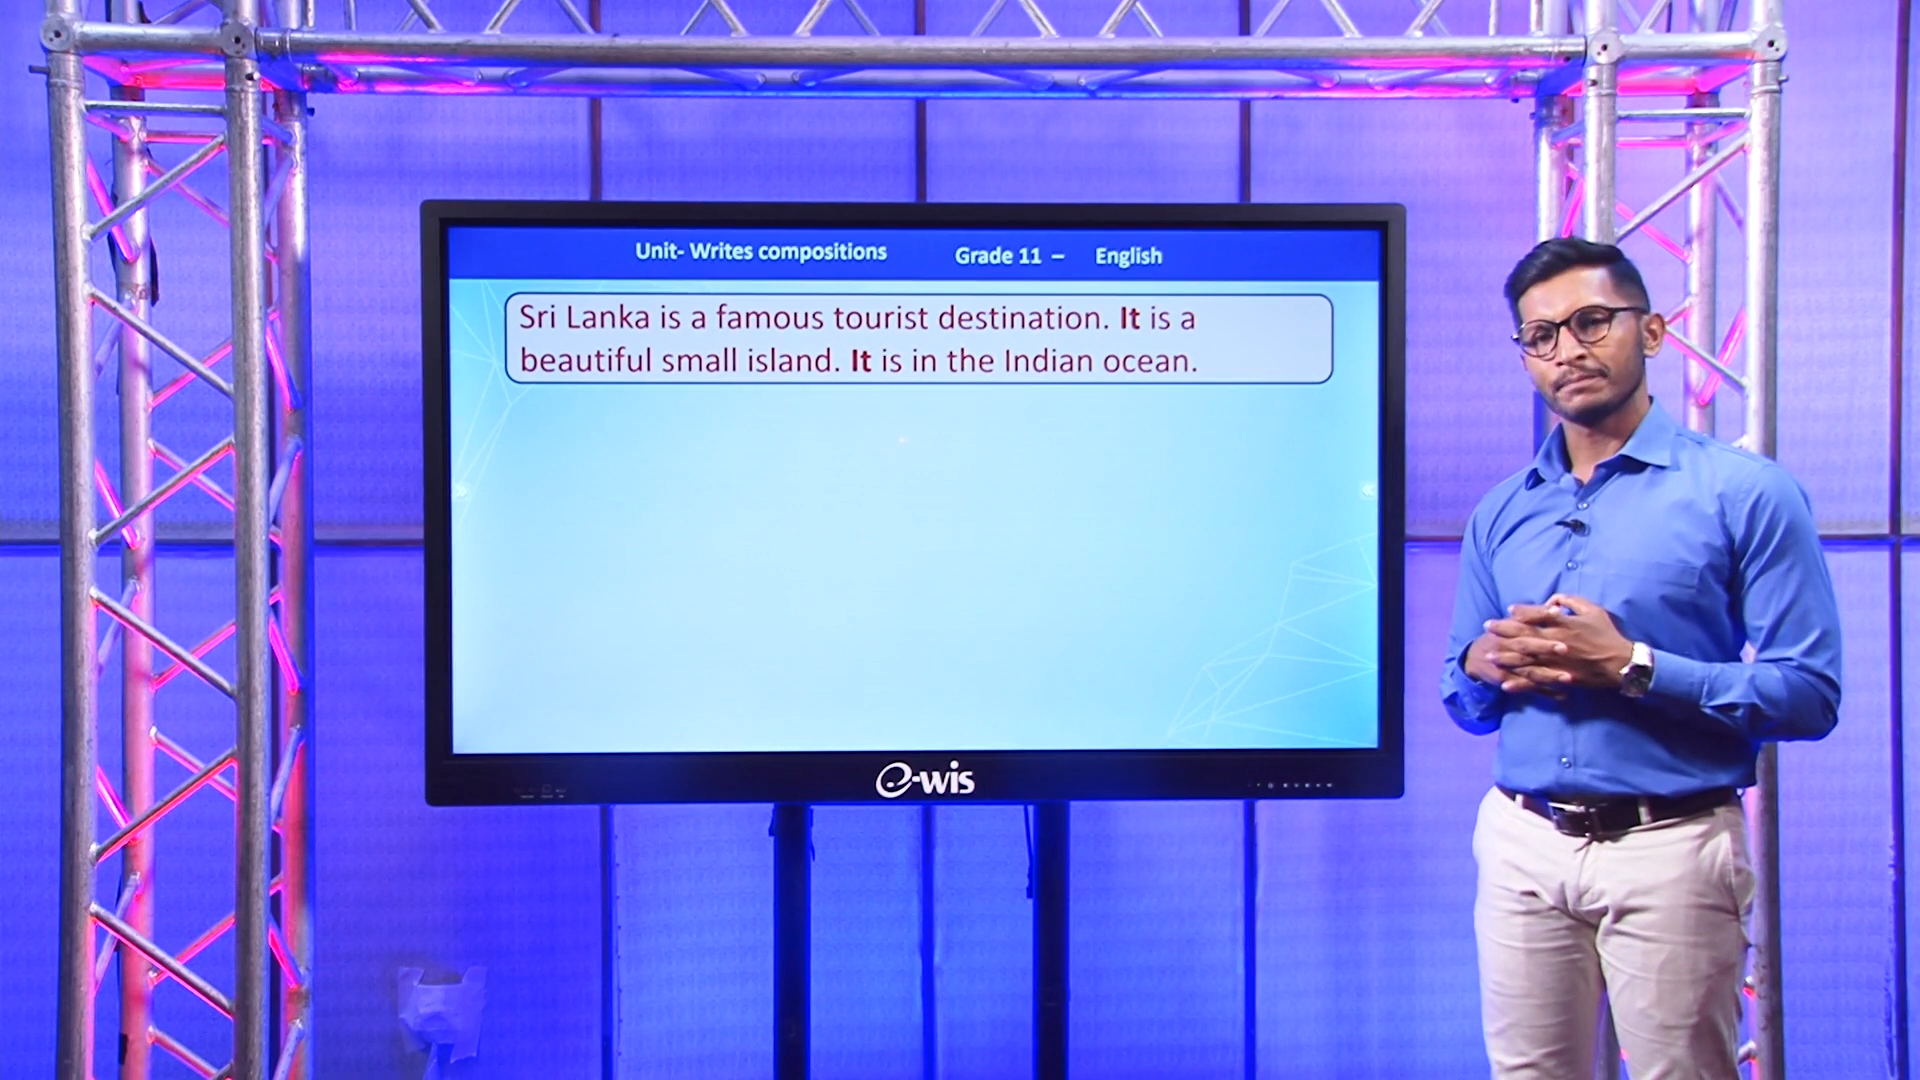 Unit- Writes compositions Grade 11 – English
Sri Lanka is a famous tourist destination. It is a
beautiful small island. It is in the Indian ocean.
e-wis